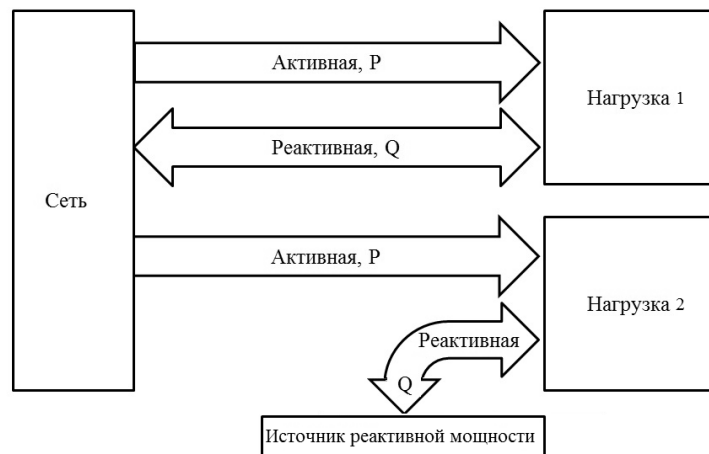 Активная, P
Нагрузка 1
Реактивная, Q
Сеть
Активная, P
Нагрузка 2
Реактивная
Q
Источник реактивной мощности